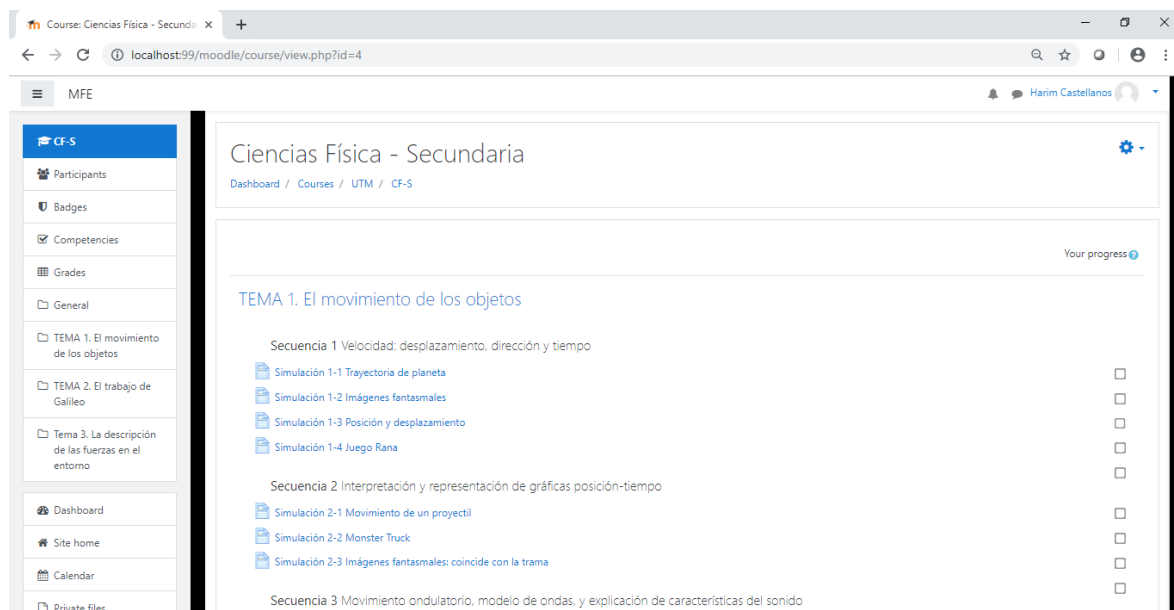 Course: Ciencias Física - Secunda
localhost:99/moodle/course/view.php?id=4
MFE
Harim Castellanos
CF-S
Participants
Badges
Competencies
Grades
General
TEMA 1. El movimiento
de los objetos
TEMA 2. El trabajo de
Galileo
Tema 3. La descripción
de las fuerzas en el
entorno
Dashboard
Site home
Calendar
Private files
Ciencias Física - Secundaria
Dashboard / Courses / UTM / CF-S
Your progress
TEMA 1. El movimiento de los objetos
Secuencia 1 Velocidad: desplazamiento, dirección y tiempo
Simulación 1-1 Trayectoria de planeta
Simulación 1-2 Imágenes fantasmales
Simulación 1-3 Posición y desplazamiento
Simulación 1-4 Juego Rana
Secuencia 2 Interpretación y representación de gráficas posición-tiempo
Simulación 2-1 Movimiento de un proyectil
Simulación 2-2 Monster Truck
Simulación 2-3 Imágenes fantasmales: coincide con la trama
Secuencia 3 Movimiento ondulatorio, modelo de ondas, y explicación de características del sonido